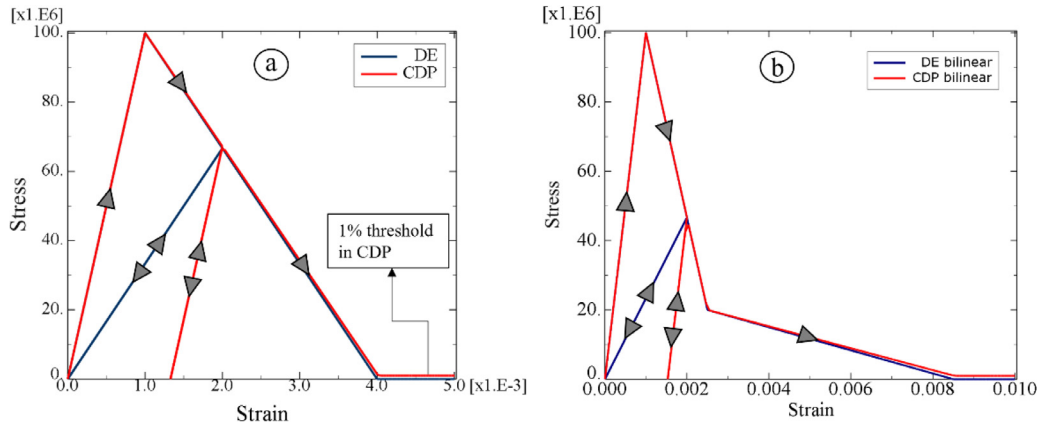 [x1.E6]
100.
80.
60.
40.
20.
0.
0.0
1.0
2.0
3.0
4.0
5.0
[x1.E-3]
Stress
Strain
a
DE
CDP
1% threshold
in CDP
[x1.E6]
100.
80.
60.
40.
20.
0.
0.000
0.002
0.004
0.006
0.008
0.010
Stress
Strain
b
DE bilinear
CDP bilinear